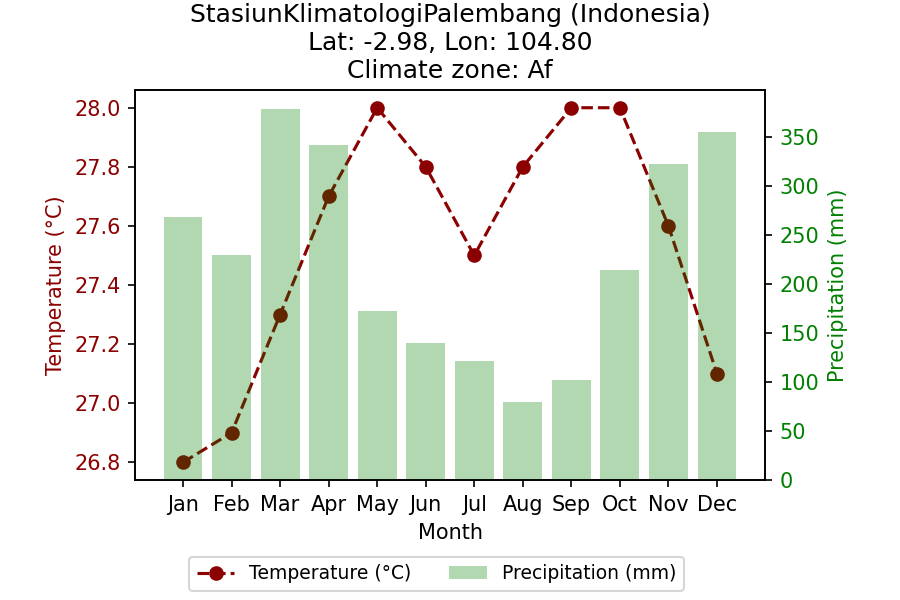 StasiunKlimatologiPalembang (Indonesia)
Lat: -2.98, Lon: 104.80
Climate zone: Af
Temperature (°C)
28.0
27.8
27.6
27.4
27.2
27.0
26.8
350
300
250
200
150
100
50
0
Precipitation (mm)
Jan Feb Mar Apr May Jun Jul Aug Sep Oct Nov Dec
Month
Temperature (°C) Precipitation (mm)